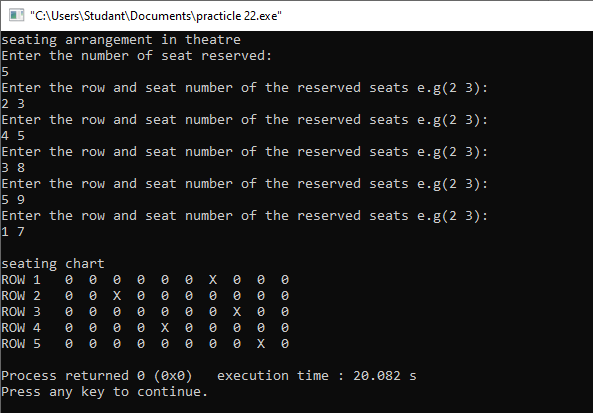 "C:\Users\Studant\Documents\practicle 22.exe"
seating arrangement in theatre
Enter the number of seat reserved:
5
Enter the row and seat number of the reserved seats e.g(2 3):
2 3
Enter the row and seat number of the reserved seats e.g(2 3):
4 5
Enter the row and seat number of the reserved seats e.g(2 3):
3 8
Enter the row and seat number of the reserved seats e.g(2 3):
5 9
Enter the row and seat number of the reserved seats e.g(2 3):
1 7
seating chart
ROW 1   0  0  0  0  0  0  X  0  0  0
ROW 2   0  0  X  0  0  0  0  0  0  0
ROW 3   0  0  0  0  0  0  0  X  0  0
ROW 4   0  0  0  0  X  0  0  0  0  0
ROW 5   0  0  0  0  0  0  0  0  X  0
Process returned 0 (0x0)   execution time : 20.082 s
Press any key to continue.